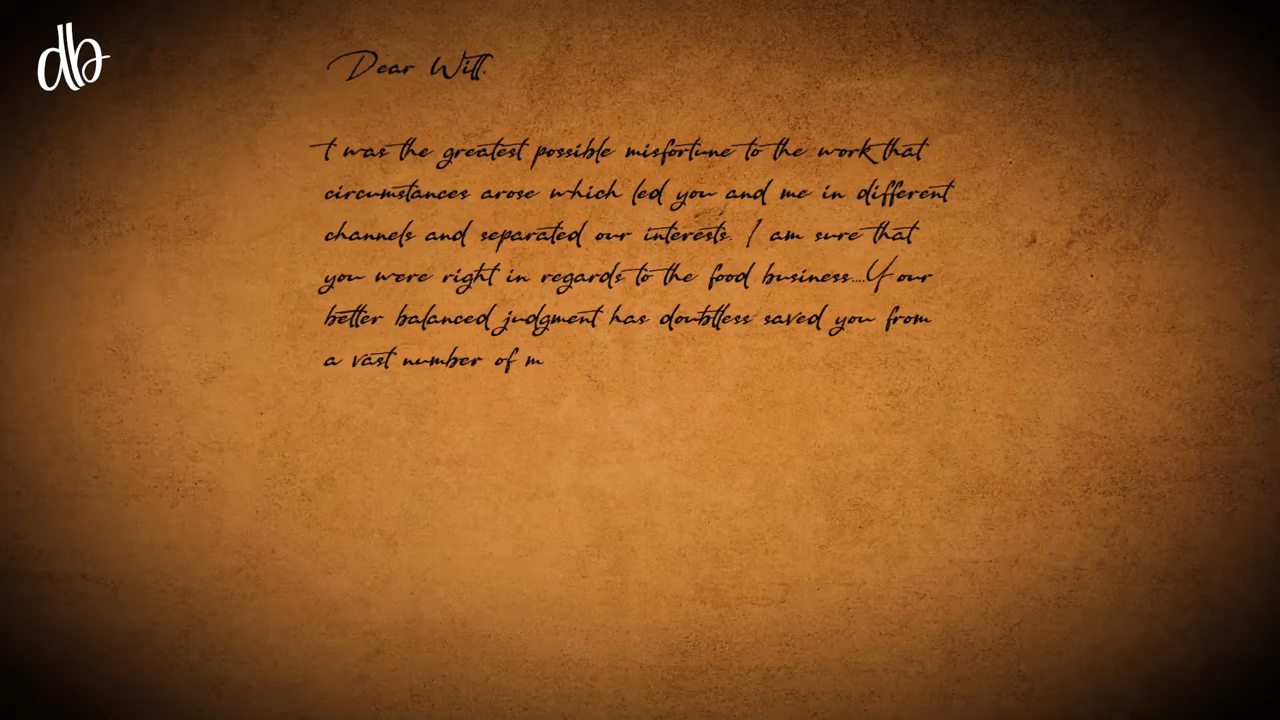 db
Dear Will.
t was the greatest possible misfortune to the work that
circumstances arose which led you and me in different
channels and separated our interests. I am sure that
you were right in regards to the food business....Your
better balanced judgment has doubtless saved you from
a vast number of m